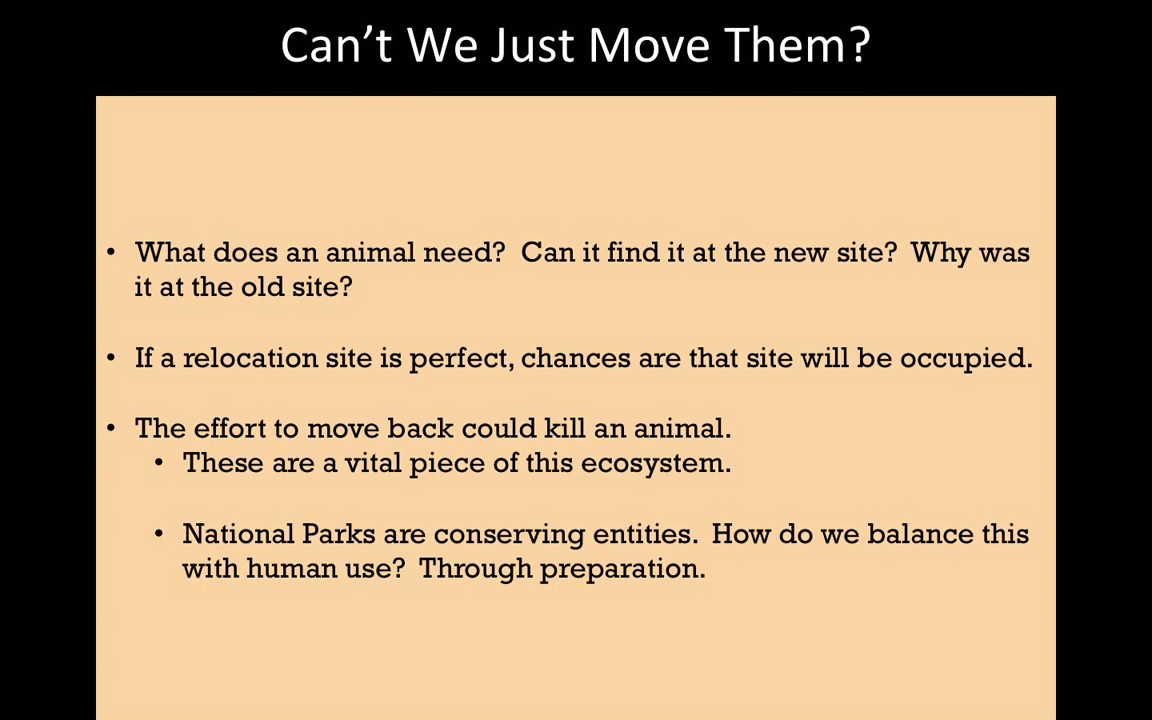 Can’t We Just Move Them?
• What does an animal need?  Can it find it at the new site?  Why was
it at the old site?
• If a relocation site is perfect, chances are that site will be occupied.
• The effort to move back could kill an animal.
• These are a vital piece of this ecosystem.
• National Parks are conserving entities.  How do we balance this
with human use?  Through preparation.